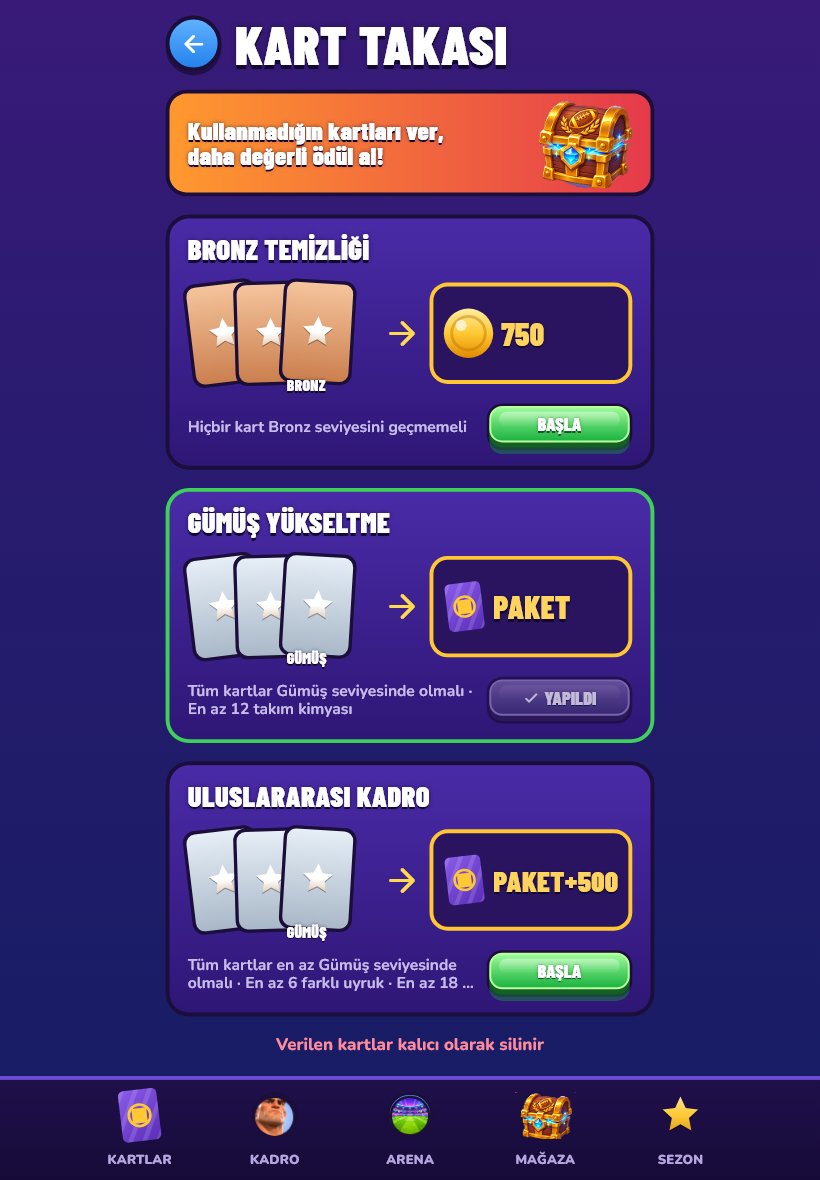 KART TAKASI
Kullanmadığın kartları ver,
daha değerli ödül al!
BRONZ TEMİZLİĞİ
750
BRONZ
Hiçbir kart Bronz seviyesini geçmemeli
BAŞLA
GÜMÜŞ YÜKSELTME
PAKET
GÜMÜŞ
Tüm kartlar Gümüş seviyesinde olmalı ·
En az 12 takım kimyası
YAPILDI
ULUSLARARASI KADRO
PAKET+500
GÜMÜŞ
Tüm kartlar en az Gümüş seviyesinde
olmalı · En az 6 farklı uyruk · En az 18 ...
BAŞLA
Verilen kartlar kalıcı olarak silinir
KARTLAR
KADRO
ARENA
MAĞAZA
SEZON